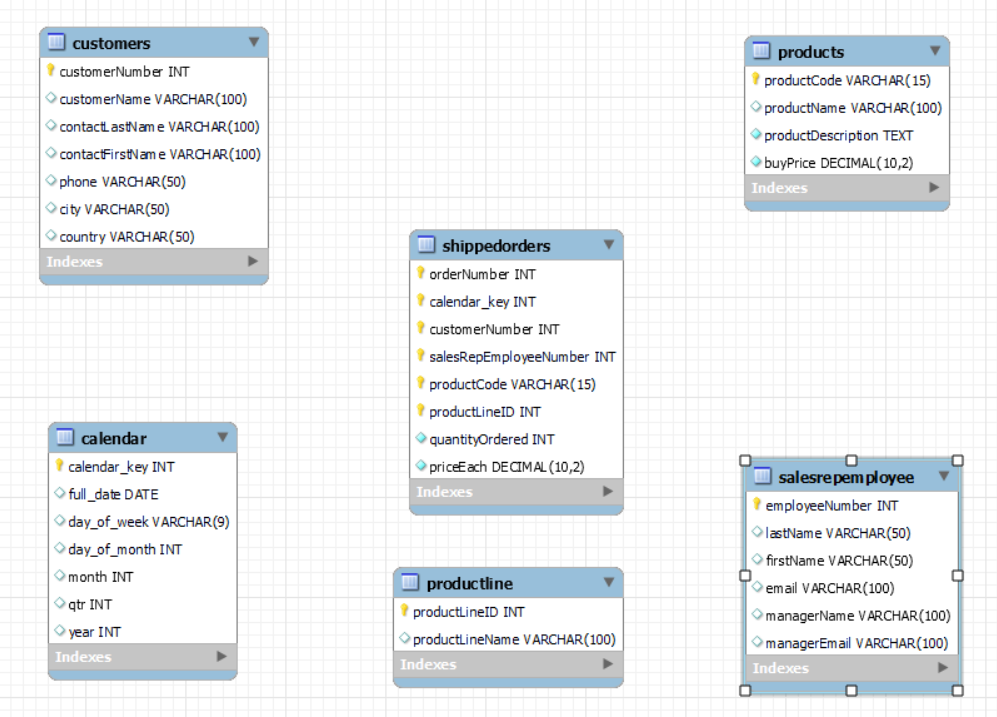 customers
customerNumber INT
customerName VARCHAR(100)
contactLastName VARCHAR(100)
contactFirstName VARCHAR(100)
phone VARCHAR(50)
city VARCHAR(50)
country VARCHAR(50)
Indexes
products
productCode VARCHAR(15)
productName VARCHAR(100)
productDescription TEXT
buyPrice DECIMAL(10,2)
Indexes
shippedorders
orderNumber INT
calendar_key INT
customerNumber INT
salesRepEmployeeNumber INT
productCode VARCHAR(15)
productLineID INT
quantityOrdered INT
priceEach DECIMAL(10,2)
Indexes
calendar
calendar_key INT
full_date DATE
day_of_week VARCHAR(9)
day_of_month INT
month INT
qtr INT
year INT
Indexes
productline
productLineID INT
productLineName VARCHAR(100)
Indexes
salesrepemployee
employeeNumber INT
lastName VARCHAR(50)
firstName VARCHAR(50)
email VARCHAR(100)
managerName VARCHAR(100)
managerEmail VARCHAR(100)
Indexes